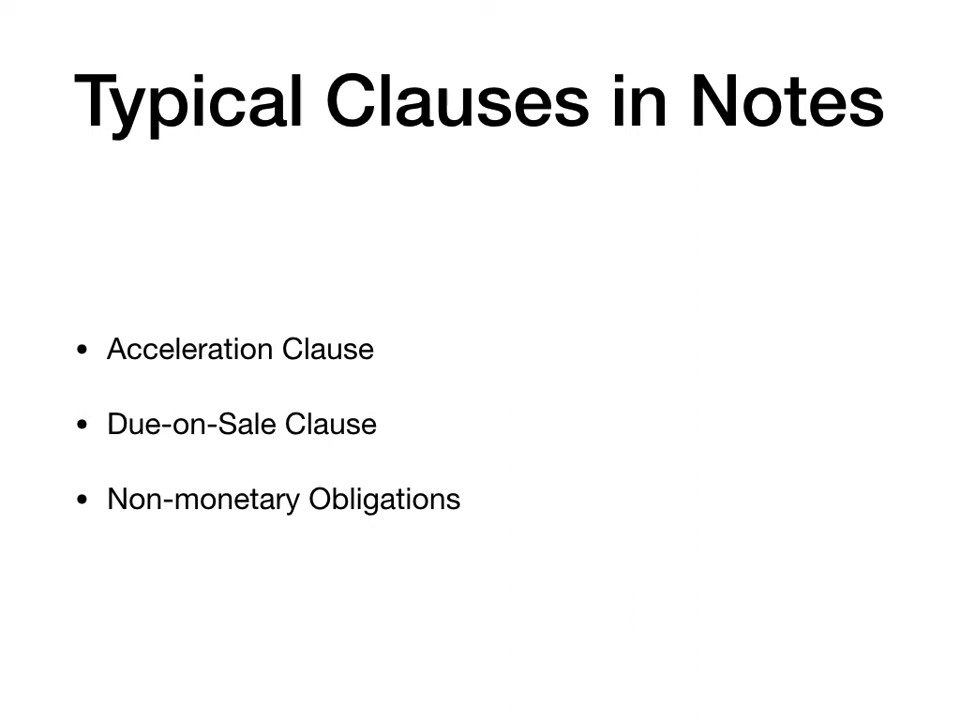 Typical Clauses in Notes
• Acceleration Clause
• Due-on-Sale Clause
• Non-monetary Obligations